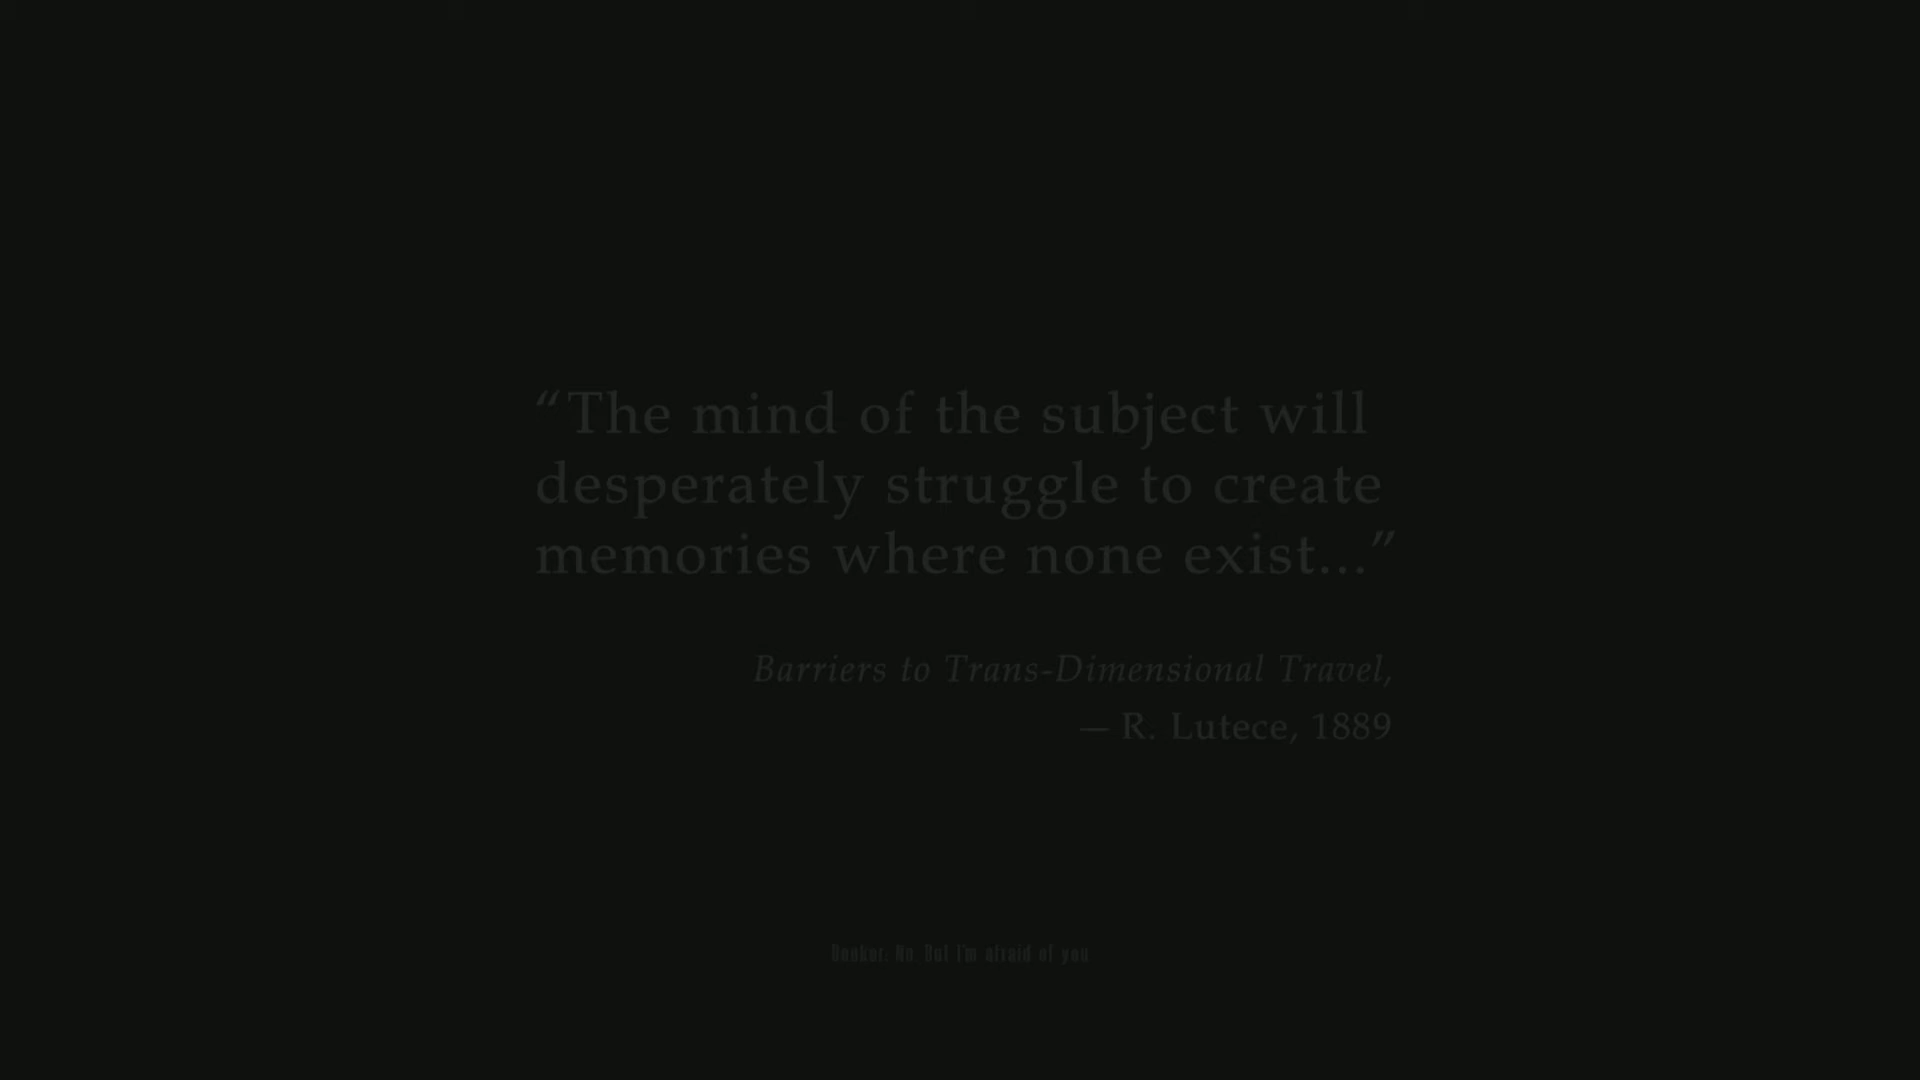 “The mind of the subject will
desperately struggle to create
memories where none exist...”
Barriers to Trans-Dimensional Travel,
— R. Lutece, 1889
Booker: No. But I'm afraid of you